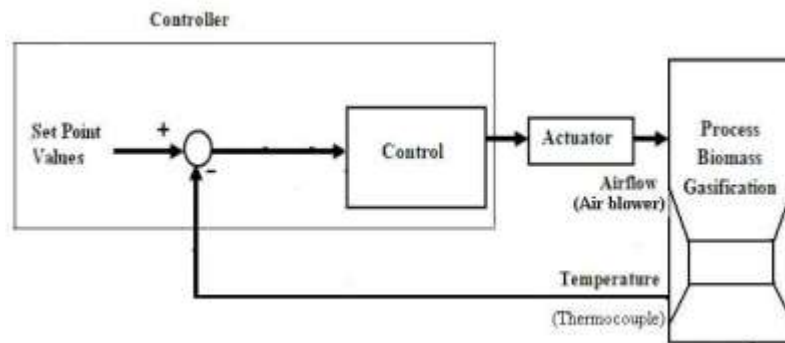 Controller
Set Point
Values
+
-
Control
Actuator
Process
Biomass
Gasification
Airflow
(Air blower)
Temperature
(Thermocouple)